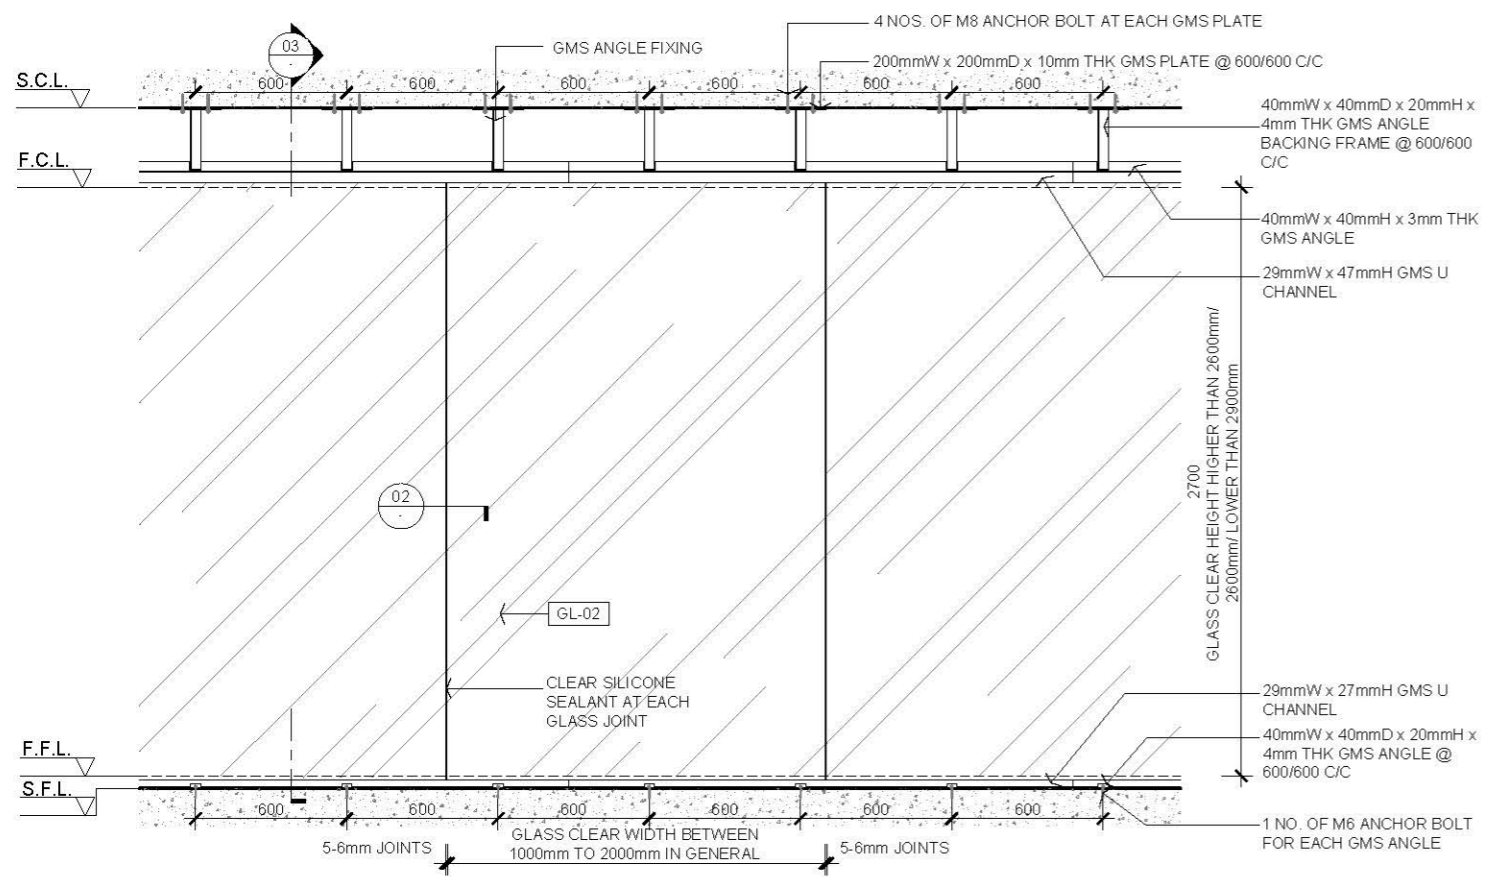 4 NOS. OF M8 ANCHOR BOLT AT EACH GMS PLATE
03
GMS ANGLE FIXING
200mmW x 200mmD x 10mm THK GMS PLATE @ 600/600 C/C
S.C.L.
600
600
600
600
600
600
40mmW x 40mmD x 20mmH x
4mm THK GMS ANGLE
BACKING FRAME @ 600/600
C/C
F.C.L.
40mmW x 40mmH x 3mm THK
GMS ANGLE
29mmW x 47mmH GMS U
CHANNEL
2700
GLASS CLEAR HEIGHT HIGHER THAN 2600mm/
2600mm/ LOWER THAN 2900mm
02
GL-02
CLEAR SILICONE
SEALANT AT EACH
GLASS JOINT
29mmW x 27mmH GMS U
CHANNEL
40mmW x 40mmD x 20mmH x
4mm THK GMS ANGLE @
600/600 C/C
F.F.L.
S.F.L.
600
600
600
600
600
600
1 NO. OF M6 ANCHOR BOLT
FOR EACH GMS ANGLE
5-6mm JOINTS
GLASS CLEAR WIDTH BETWEEN
1000mm TO 2000mm IN GENERAL
5-6mm JOINTS